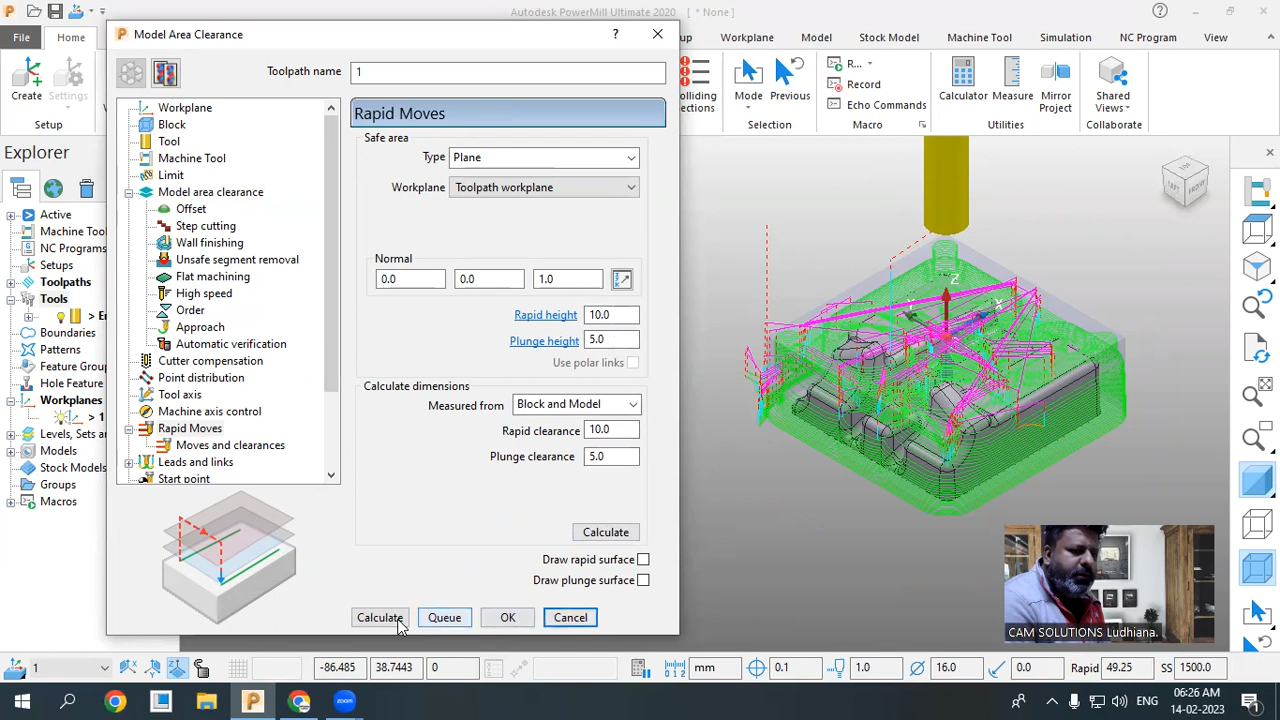 Autodesk PowerMill Ultimate 2020 [ * None ]
Model Area Clearance
File
Home
Workplane
Model
Stock Model
Machine Tool
Simulation
NC Program
View
Create
Settings
Setup
Mode
Previous
Selection
R...
Record
Echo Commands
Macro
Calculator
Measure
Mirror
Project
Utilities
Shared
Views
Collaborate
Toolpath name
1
Workplane
Block
Tool
Machine Tool
Limit
Model area clearance
Offset
Step cutting
Wall finishing
Unsafe segment removal
Flat machining
High speed
Order
Approach
Automatic verification
Cutter compensation
Point distribution
Tool axis
Machine axis control
Rapid Moves
Moves and clearances
Leads and links
Start point
Rapid Moves
Safe area
Type
Plane
Workplane
Toolpath workplane
Normal
0.0
0.0
1.0
Rapid height
10.0
Plunge height
5.0
Use polar links
Calculate dimensions
Measured from
Block and Model
Rapid clearance
10.0
Plunge clearance
5.0
Calculate
Draw rapid surface
Draw plunge surface
Calculate
Queue
OK
Cancel
Explorer
Active
Machine Tool
NC Programs
Setups
Toolpaths
Tools
Boundaries
Patterns
Feature Group
Hole Feature
Workplanes
> 1
Levels, Sets a
Models
Stock Models
Groups
Macros
Z
X
CAM SOLUTIONS Ludhiana.
1
-86.485
38.7443
0
mm
0.1
1.0
16.0
0.0
Rapid
49.25
SS
1500.0
ENG
06:26 AM
14-02-2023